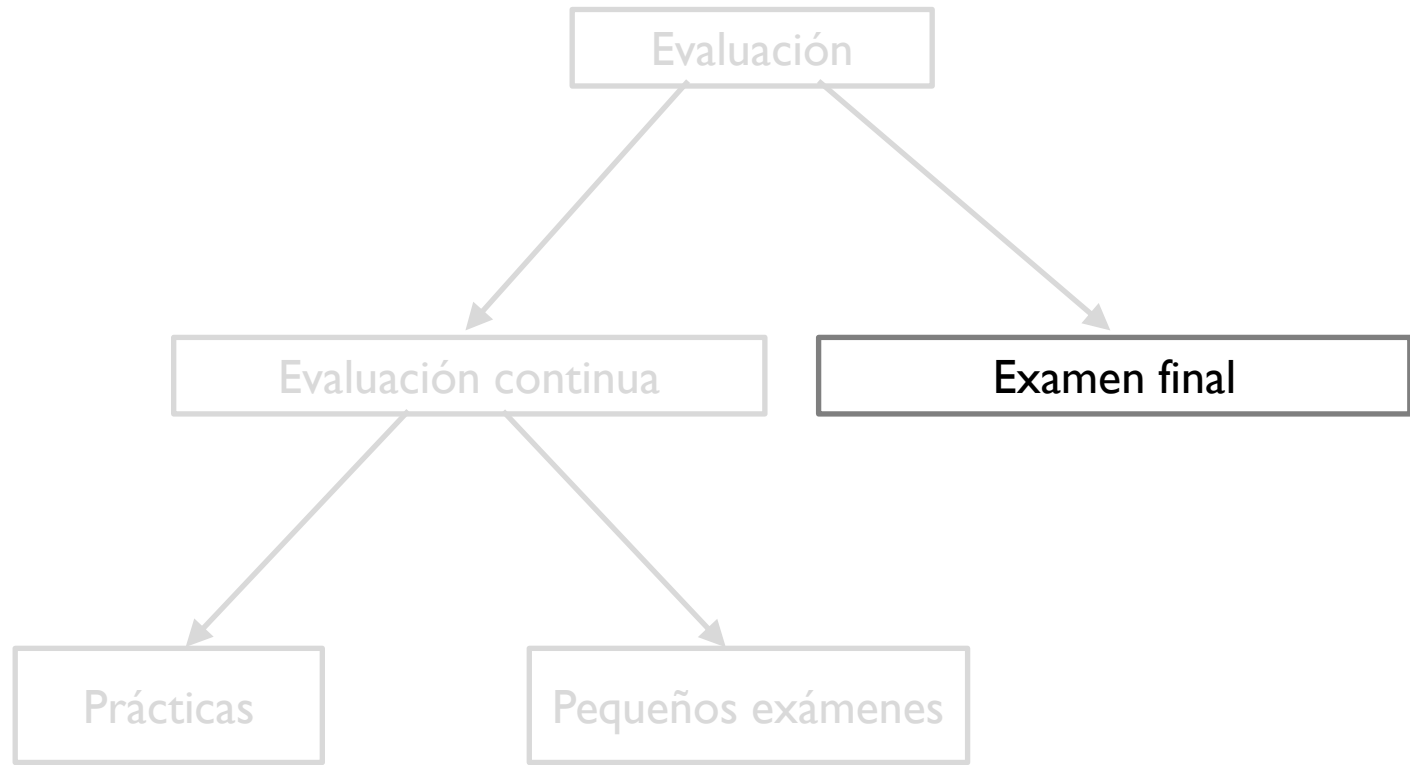 Evaluación
Evaluación continua
Examen final
Prácticas
Pequeños exámenes